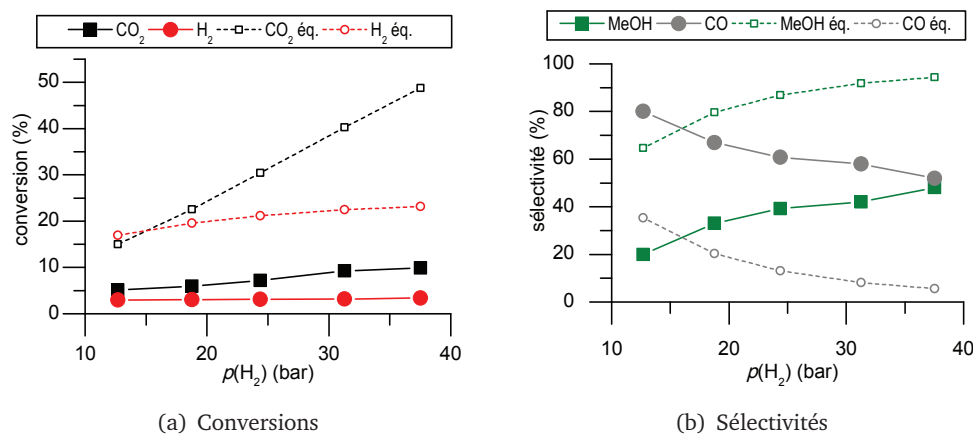 CO₂ H₂ CO₂ éq. H₂ éq.
conversion (%)
50
40
30
20
10
0
10 20 30 40
p(H₂) (bar)
(a) Conversions
MeOH CO MeOH éq. CO éq.
sélectivité (%)
100
80
60
40
20
0
10 20 30 40
p(H₂) (bar)
(b) Sélectivités